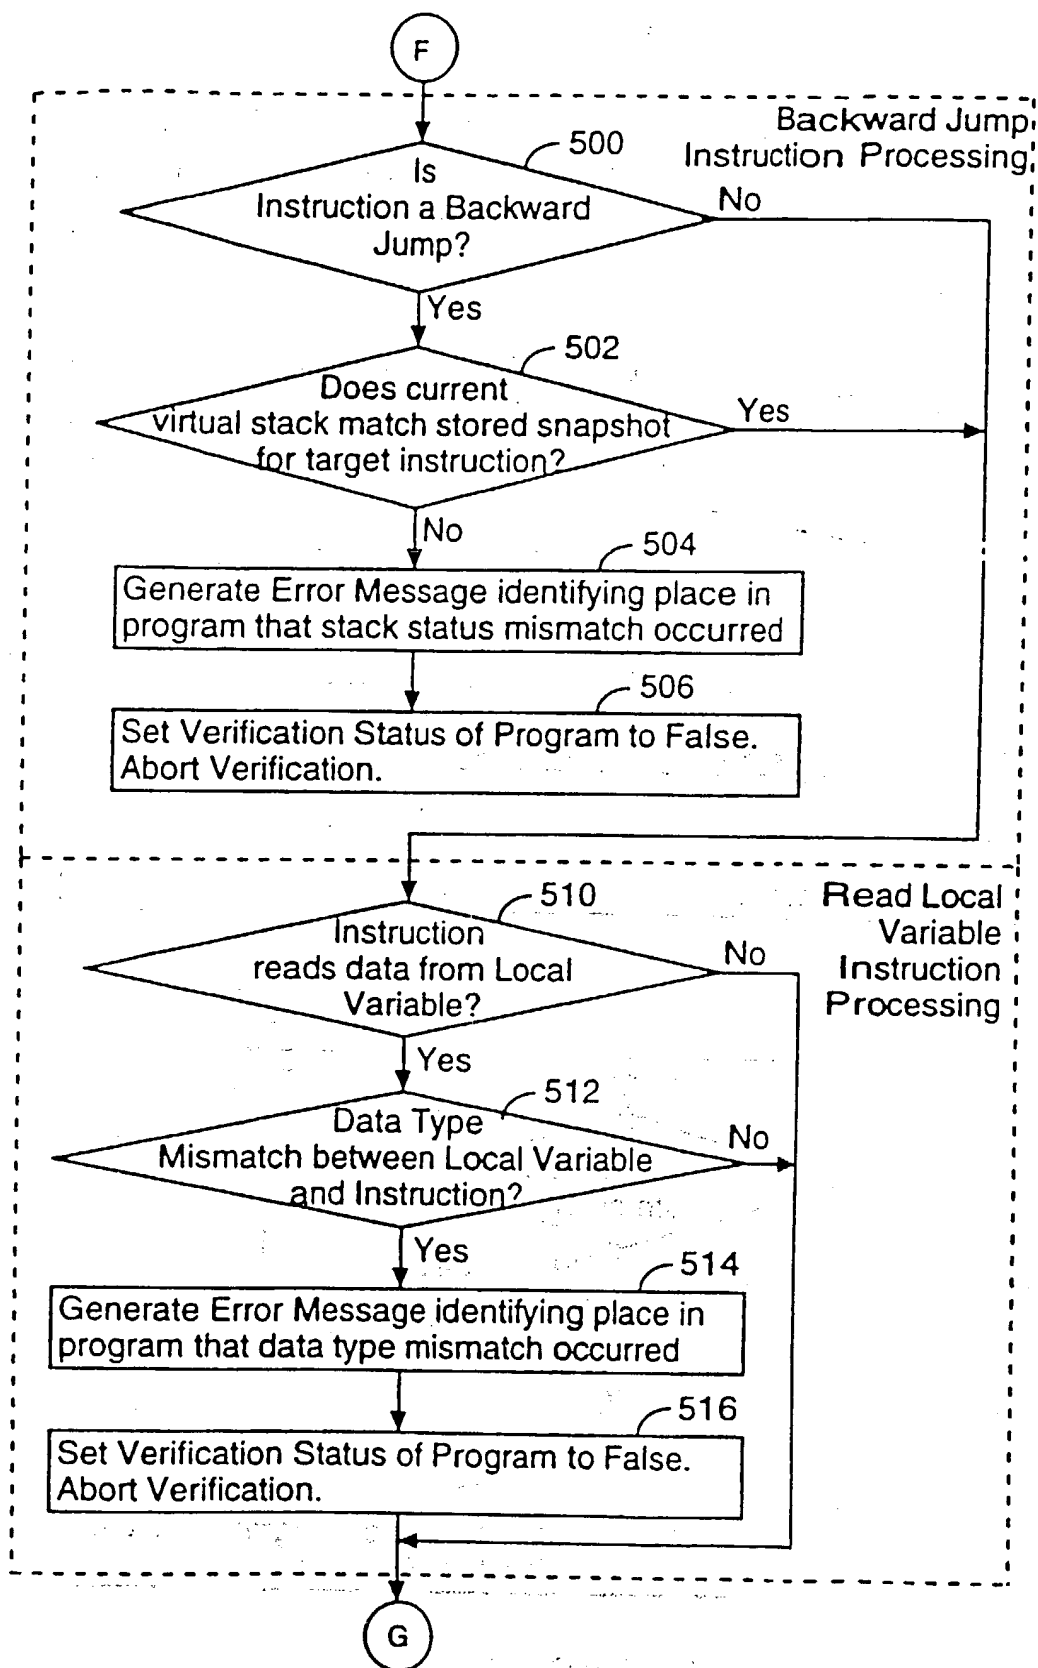 F
Backward Jump
Instruction Processing
500
Is
Instruction a Backward
Jump?
No
Yes
502
Does current
virtual stack match stored snapshot
for target instruction?
Yes
No
504
Generate Error Message identifying place in
program that stack status mismatch occurred
506
Set Verification Status of Program to False.
Abort Verification.
510
Read Local
Variable
Instruction
Processing
Instruction
reads data from Local
Variable?
No
Yes
512
Data Type
Mismatch between Local Variable
and Instruction?
No
Yes
514
Generate Error Message identifying place in
program that data type mismatch occurred
516
Set Verification Status of Program to False.
Abort Verification.
G